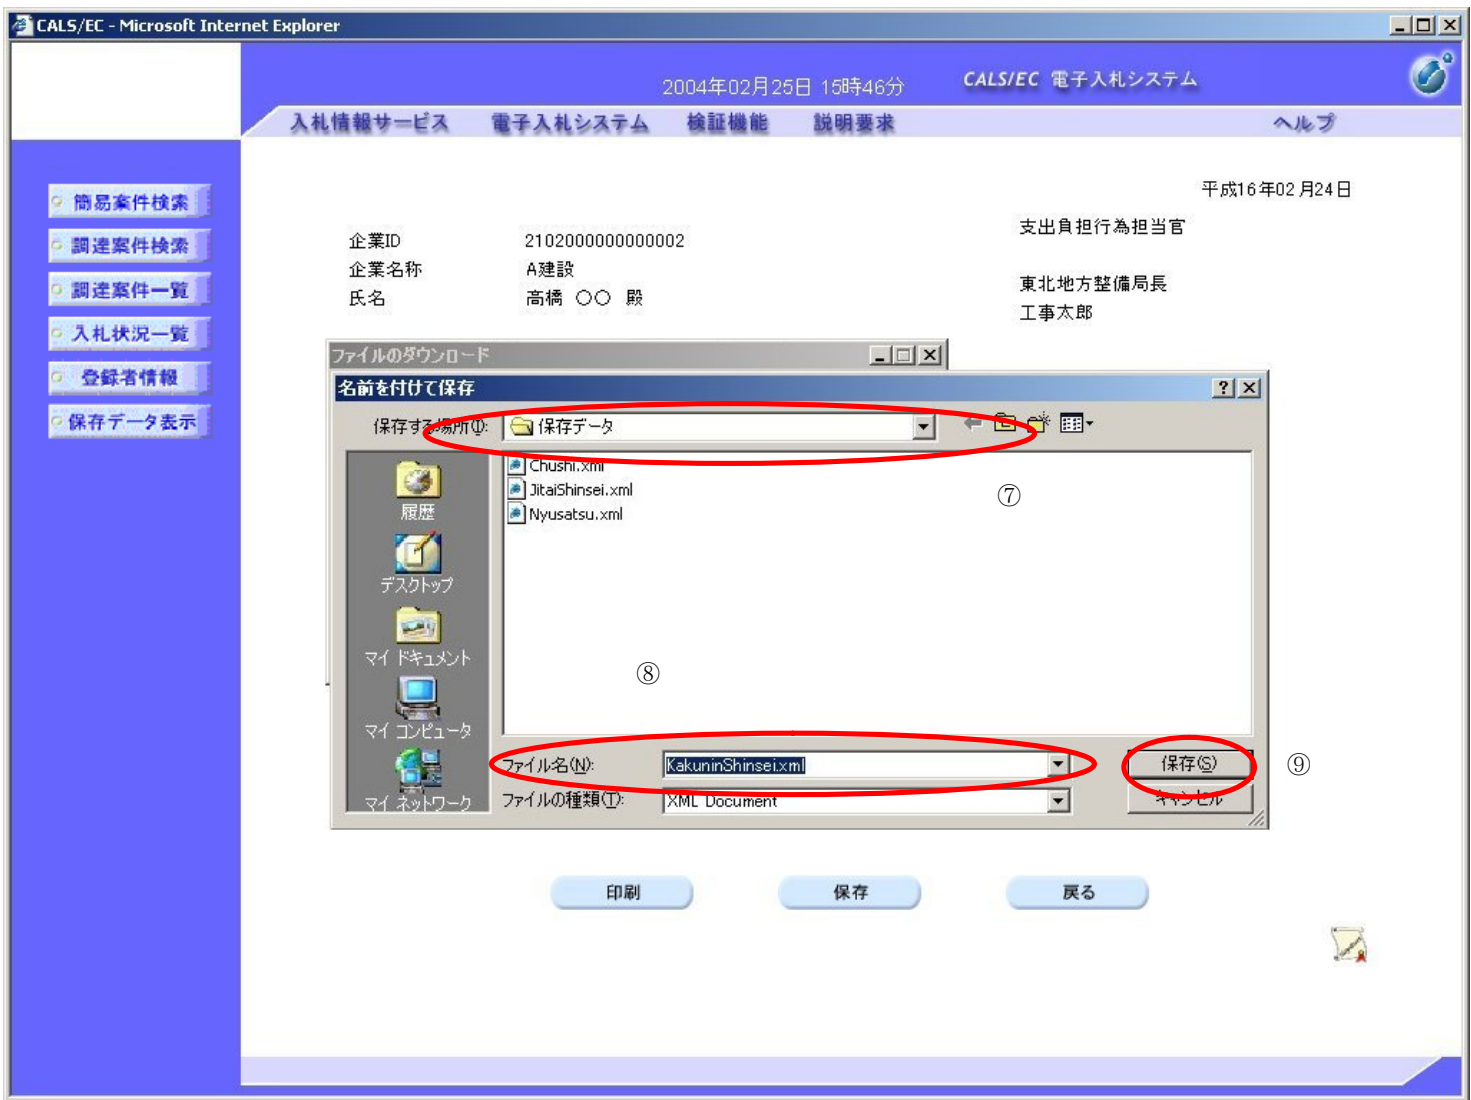 CALS/EC - Microsoft Internet Explorer
2004年02月25日 15時46分
CALS/EC 電子入札システム
入札情報サービス 電子入札システム 検証機能 説明要求 ヘルプ
簡易案件検索
調達案件検索
調達案件一覧
入札状況一覧
登録者情報
保存データ表示
平成16年02月24日
支出負担行為担当官
企業ID 2102000000000002
企業名称 A建設
東北地方整備局長
氏名 高橋 〇〇 殿
工事太郎
ファイルのダウンロード
名前を付けて保存
保存する場所(I): 保存データ
Chushi.xml
JitaiShinsei.xml
Nyusatsu.xml
⑦
履歴
デスクトップ
マイ ドキュメント
マイ コンピュータ
マイ ネットワーク
⑧
ファイル名(N): KakuninShinsei.xml 保存(S)
⑨
ファイルの種類(T): XML Document キャンセル
印刷 保存 戻る